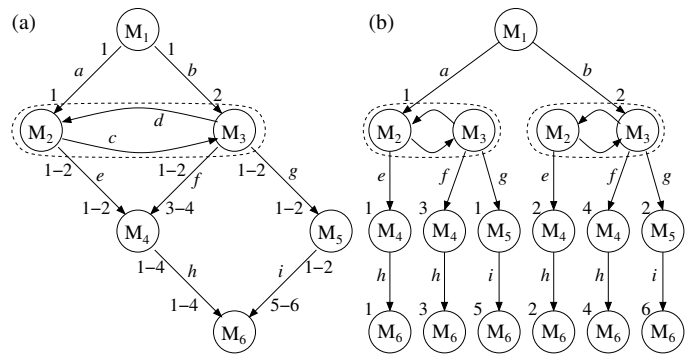 (a)
M1
1 1
a b
1 2
d
M2 M3
c
1−2 e 1−2 f 1−2 g
1−2 3−4 1−2
M4 M5
1−4 h i 1−2
1−4 5−6
M6
(b)
M1
a b
1 2
M2 M3 M2 M3
e f g e f g
1 3 1 2 4 2
M4 M4 M5 M4 M4 M5
h h i h h i
1 3 5 2 4 6
M6 M6 M6 M6 M6 M6